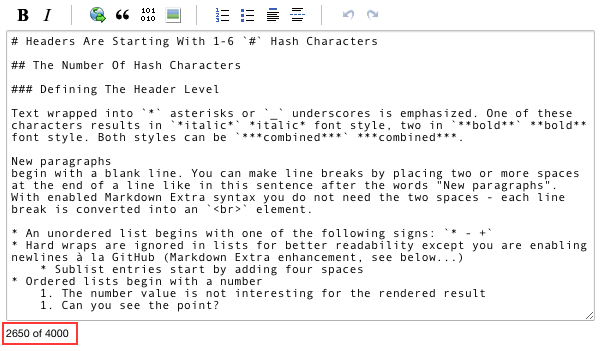 B I 101 010
# Headers Are Starting With 1-6 `#` Hash Characters
## The Number Of Hash Characters
### Defining The Header Level
Text wrapped into `*` asterisks or `_` underscores is emphasized. One of these
characters results in `*italic*` *italic* font style, two in `**bold**` **bold**
font style. Both styles can be `***combined***` ***combined***.
New paragraphs
begin with a blank line. You can make line breaks by placing two or more spaces
at the end of a line like in this sentence after the words "New paragraphs".
With enabled Markdown Extra syntax you do not need the two spaces - each line
break is converted into an `<br>` element.
* An unordered list begins with one of the following signs: `* - +`
* Hard wraps are ignored in lists for better readability except you are enabling
newlines à la GitHub (Markdown Extra enhancement, see below...)
    * Sublist entries start by adding four spaces
* Ordered lists begin with a number
    1. The number value is not interesting for the rendered result
    1. Can you see the point?
2650 of 4000